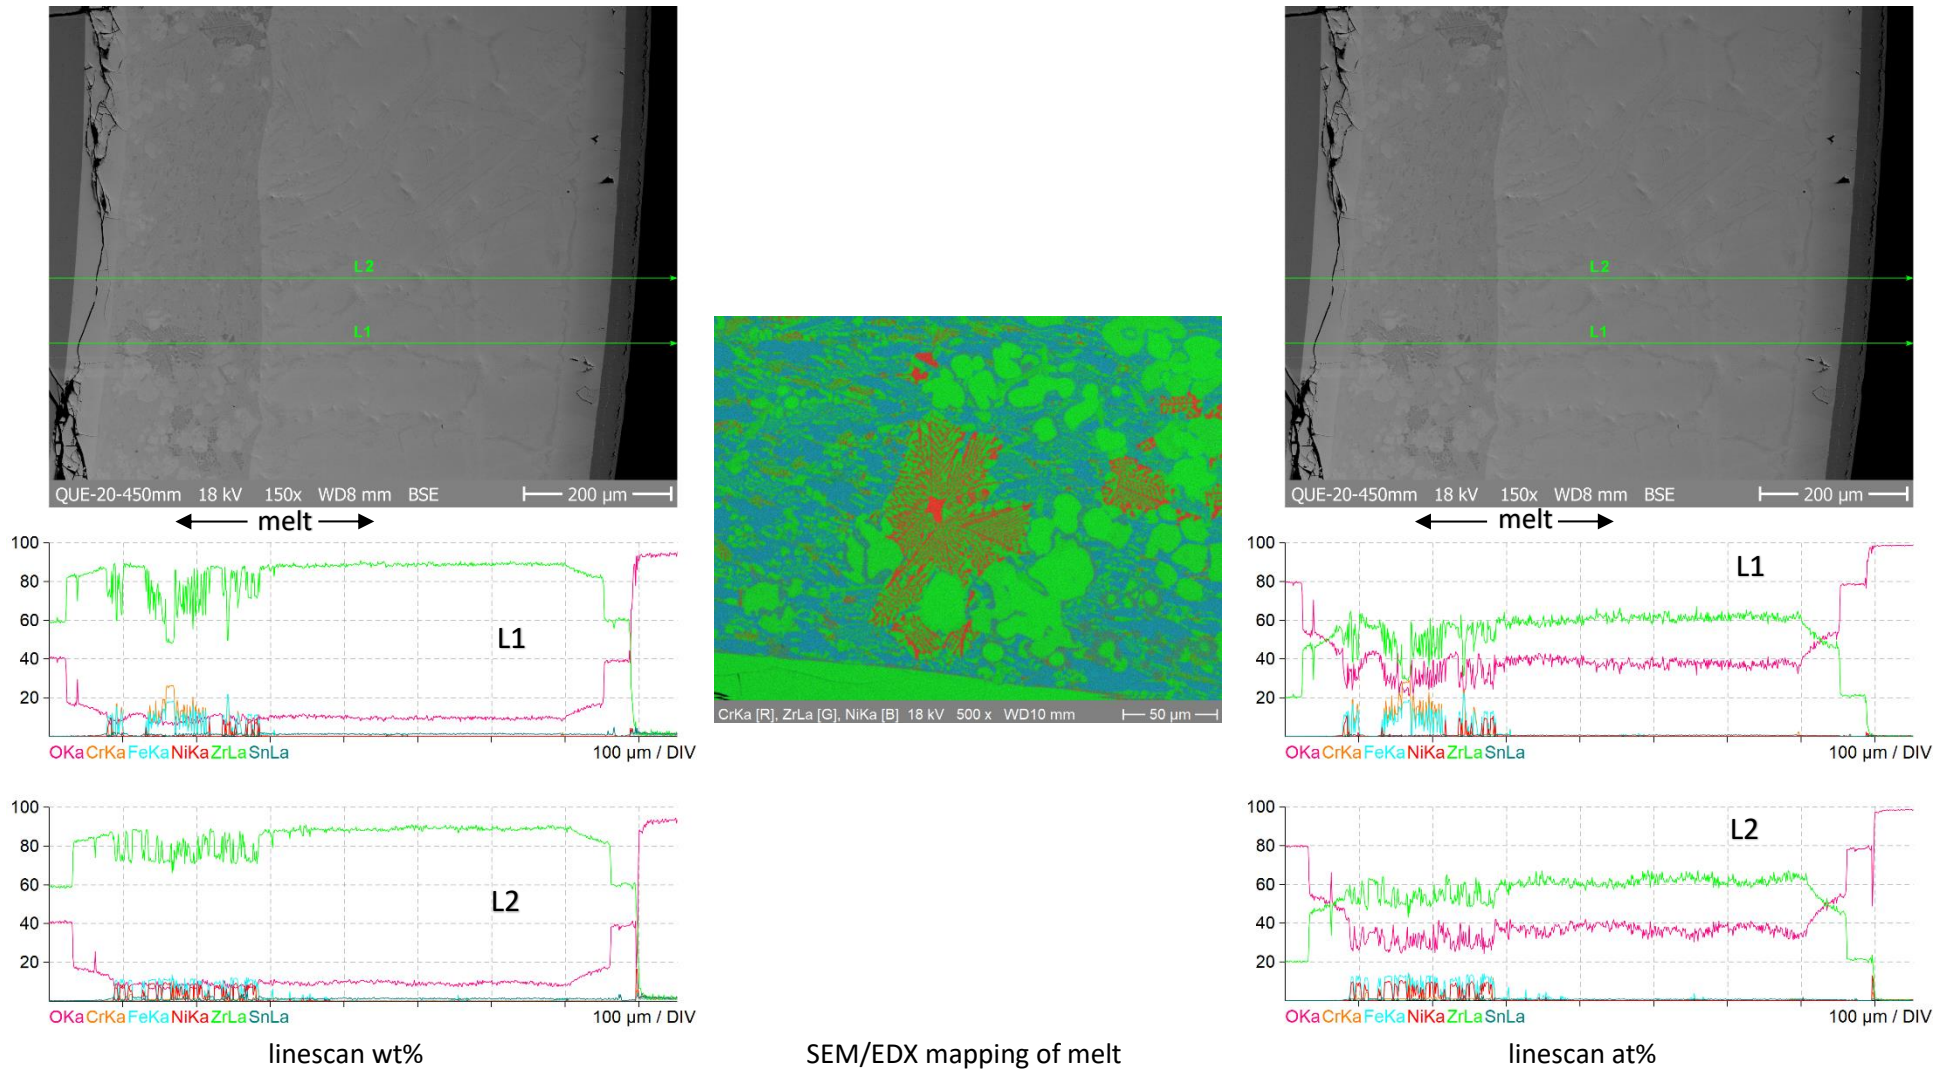 L2
L1
QUE-20-450mm 18 kV 150x WD8 mm BSE 200 µm
melt
100
80
60
40
20
L1
OKa CrKa FeKa NiKa ZrLa SnLa 100 µm / DIV
100
80
60
40
20
L2
OKa CrKa FeKa NiKa ZrLa SnLa 100 µm / DIV
linescan wt%
CrKa [R], ZrLa [G], NiKa [B] 18 kV 500 x WD10 mm 50 µm
SEM/EDX mapping of melt
L2
L1
QUE-20-450mm 18 kV 150x WD8 mm BSE 200 µm
melt
100
80
60
40
20
L1
OKa CrKa FeKa NiKa ZrLa SnLa 100 µm / DIV
100
80
60
40
20
L2
OKa CrKa FeKa NiKa ZrLa SnLa 100 µm / DIV
linescan at%